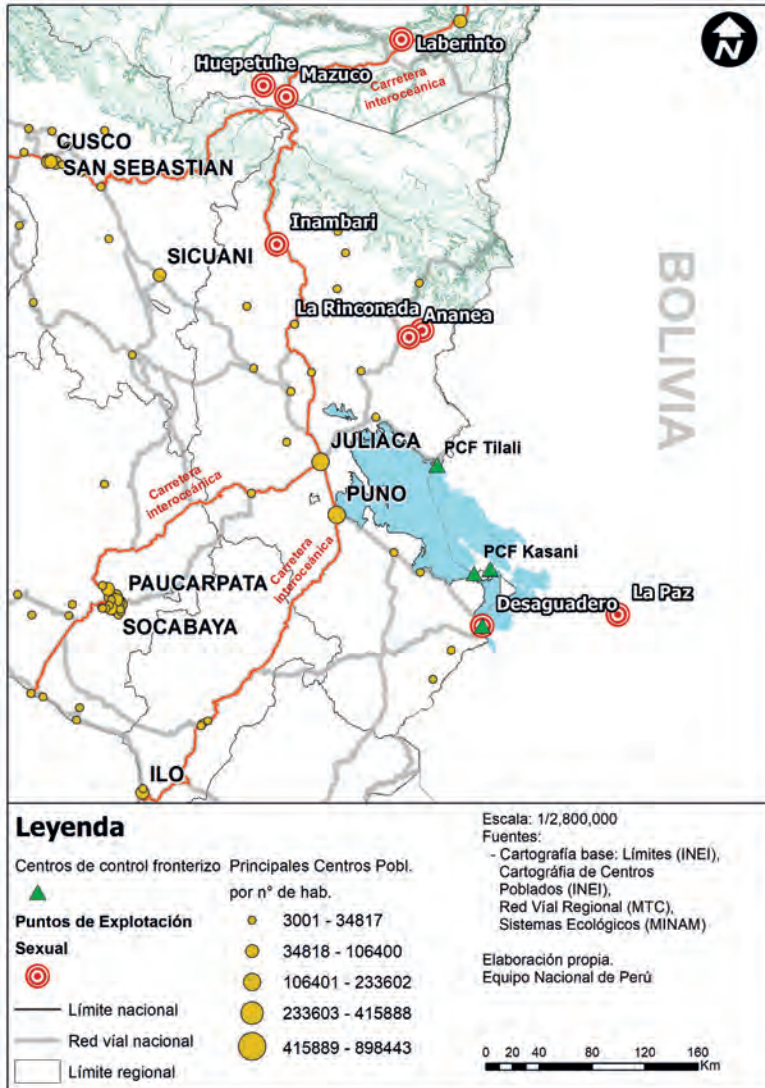 N
Laberinto
Huepetuhe
Mazuco
Carretera
interoceánica
CUSCO
SAN SEBASTIAN
Inambari
SICUANI
BOLIVIA
La Rinconada
Ananea
JULIACA
PCF Tilali
Carretera
interoceánica
PUNO
Carretera
interoceánica
PCF Kasani
PAUCARPATA
La Paz
Desaguadero
SOCABAYA
ILO
Leyenda
Centros de control fronterizo
Puntos de Explotación
Sexual
Límite nacional
Red víal nacional
Límite regional
Principales Centros Pobl.
por n° de hab.
3001 - 34817
34818 - 106400
106401 - 233602
233603 - 415888
415889 - 898443
Escala: 1/2,800,000
Fuentes:
- Cartografía base: Límites (INEI),
Cartográfia de Centros
Poblados (INEI),
Red Víal Regional (MTC),
Sistemas Ecológicos (MINAM)
Elaboración propia.
Equipo Nacional de Perú
0 20 40 80 120 160
Km